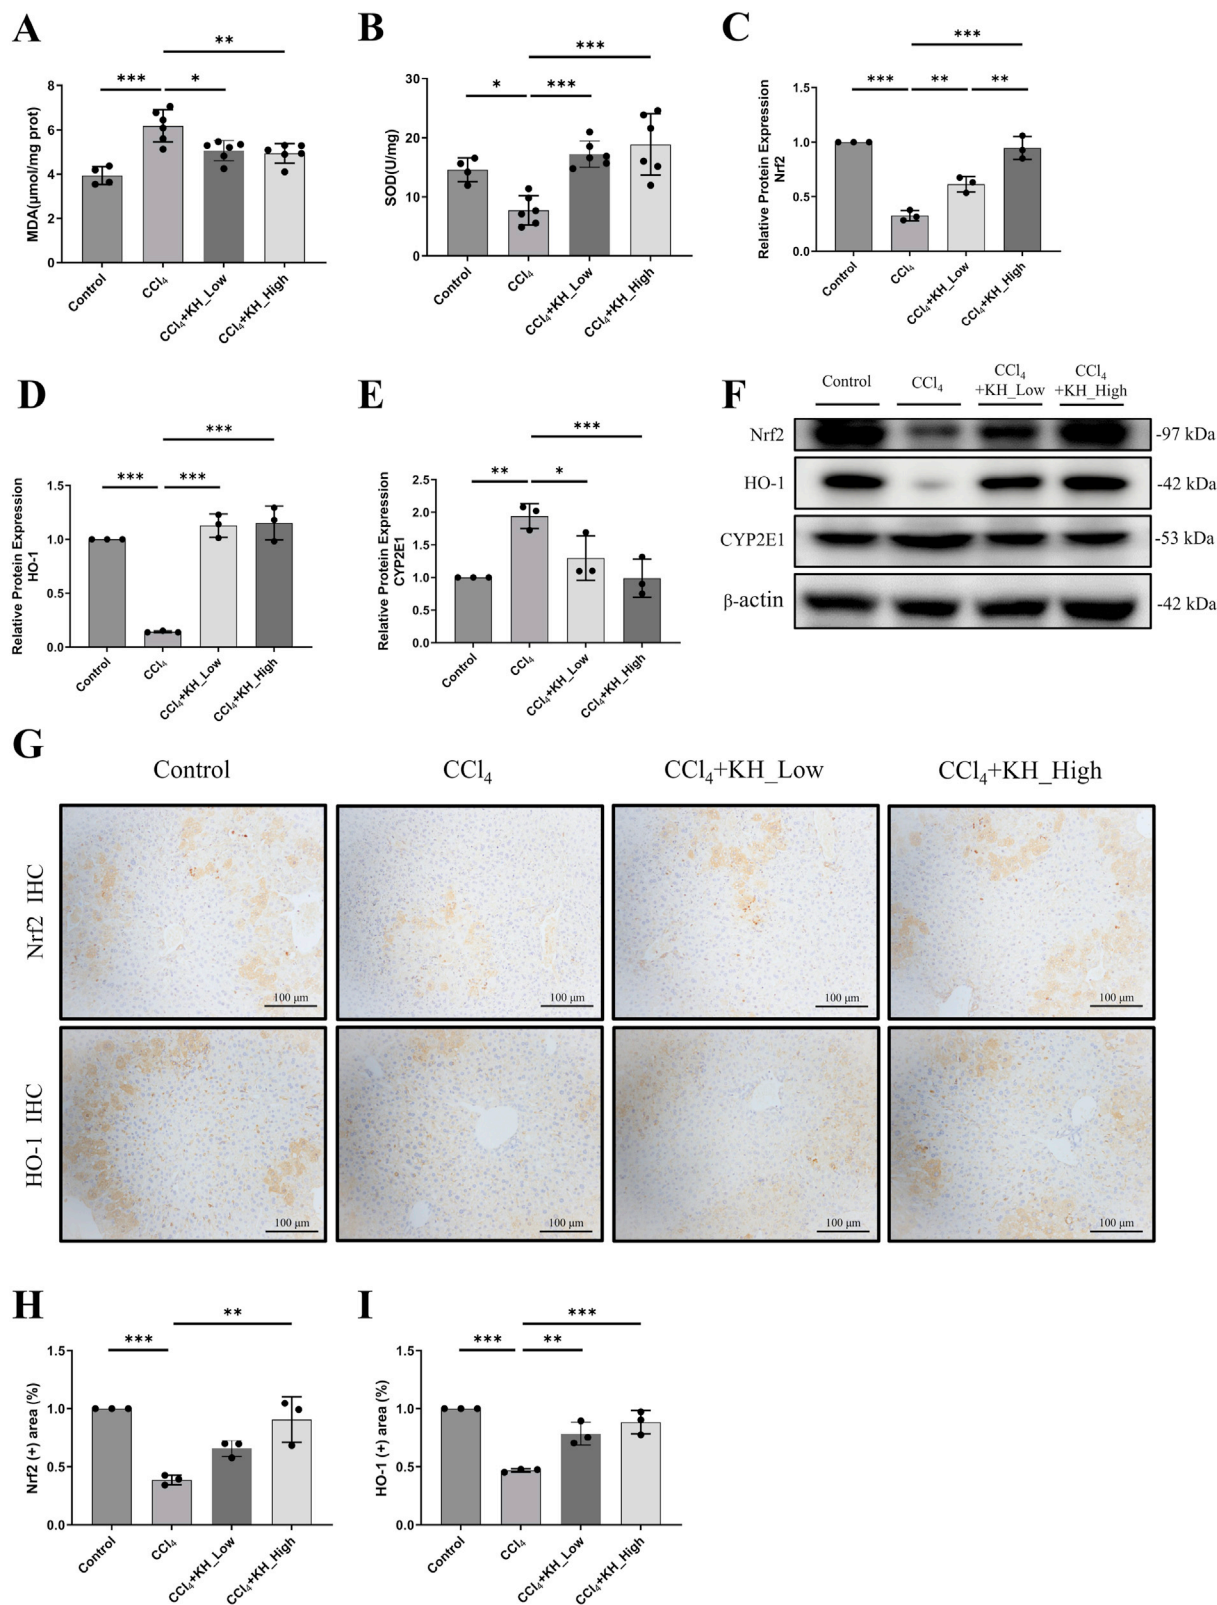 A
**
***
*
MDA(μmol/mg prot)
8
6
4
2
0
Control
CCl₄
CCl₄+KH_Low
CCl₄+KH_High
B
***
*
***
SOD(U/mg)
30
20
10
0
Control
CCl₄
CCl₄+KH_Low
CCl₄+KH_High
C
***
***
**
**
Relative Protein Expression
Nrf2
1.5
1.0
0.5
0.0
Control
CCl₄
CCl₄+KH_Low
CCl₄+KH_High
D
***
***
***
Relative Protein Expression
HO-1
1.5
1.0
0.5
0.0
Control
CCl₄
CCl₄+KH_Low
CCl₄+KH_High
E
***
**
*
Relative Protein Expression
CYP2E1
2.5
2.0
1.5
1.0
0.5
0.0
Control
CCl₄
CCl₄+KH_Low
CCl₄+KH_High
F
Control
CCl₄
CCl₄
+KH_Low
CCl₄
+KH_High
Nrf2
-97 kDa
HO-1
-42 kDa
CYP2E1
-53 kDa
β-actin
-42 kDa
G
Control
CCl₄
CCl₄+KH_Low
CCl₄+KH_High
Nrf2 IHC
100 μm
100 μm
100 μm
100 μm
HO-1 IHC
100 μm
100 μm
100 μm
100 μm
H
**
***
Nrf2 (+) area (%)
1.5
1.0
0.5
0.0
Control
CCl₄
CCl₄+KH_Low
CCl₄+KH_High
I
***
***
**
HO-1 (+) area (%)
1.5
1.0
0.5
0.0
Control
CCl₄
CCl₄+KH_Low
CCl₄+KH_High